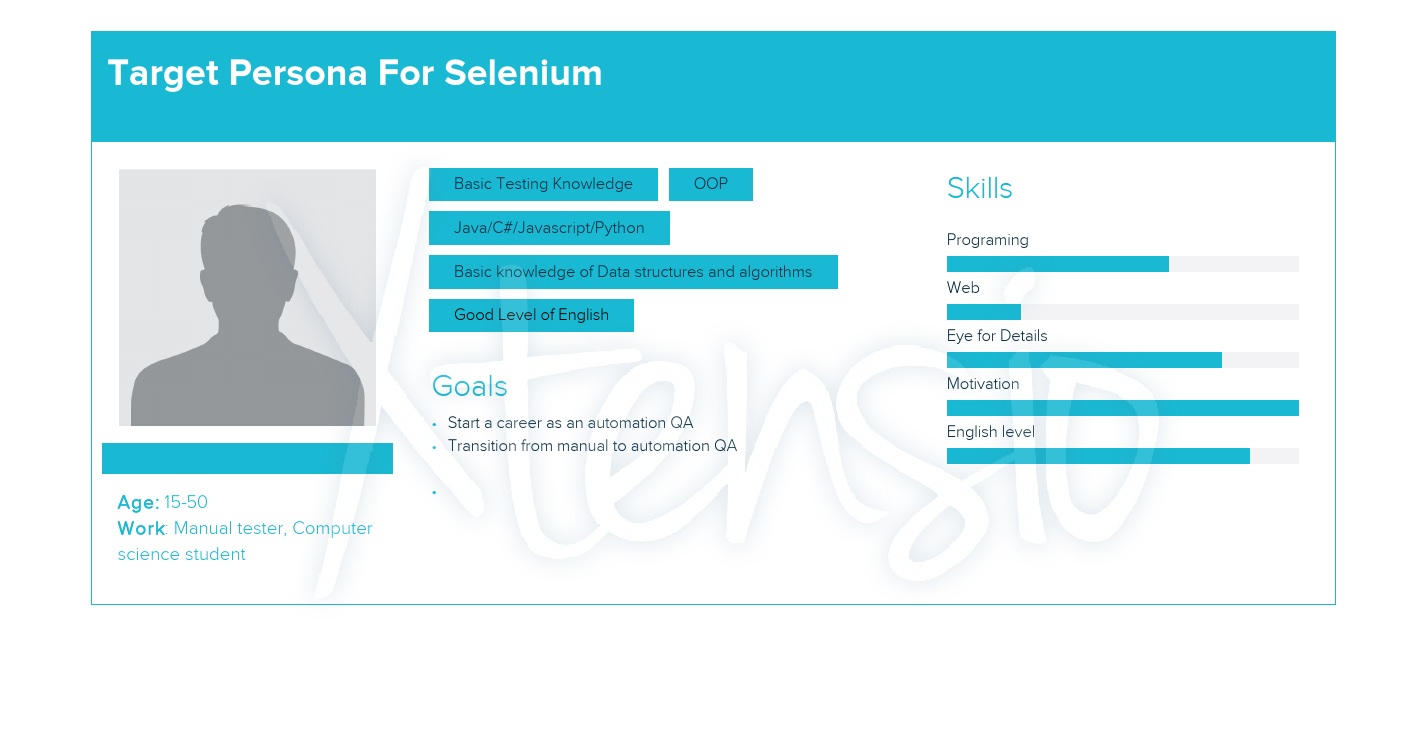 Target Persona For Selenium
Basic Testing Knowledge
OOP
Java/C#/Javascript/Python
Basic knowledge of Data structures and algorithms
Good Level of English
Goals
• Start a career as an automation QA
• Transition from manual to automation QA
•
Age: 15-50
Work: Manual tester, Computer
science student
Skills
Programing
Web
Eye for Details
Motivation
English level
Xtensio